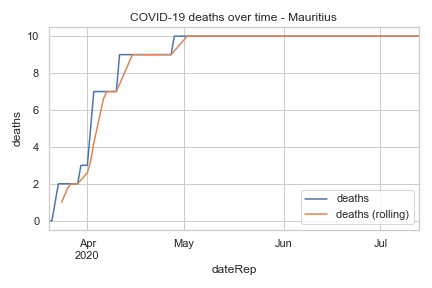 COVID-19 deaths over time - Mauritius
10
8
6
4
2
0
deaths
Apr
2020
May
Jun
Jul
dateRep
deaths
deaths (rolling)